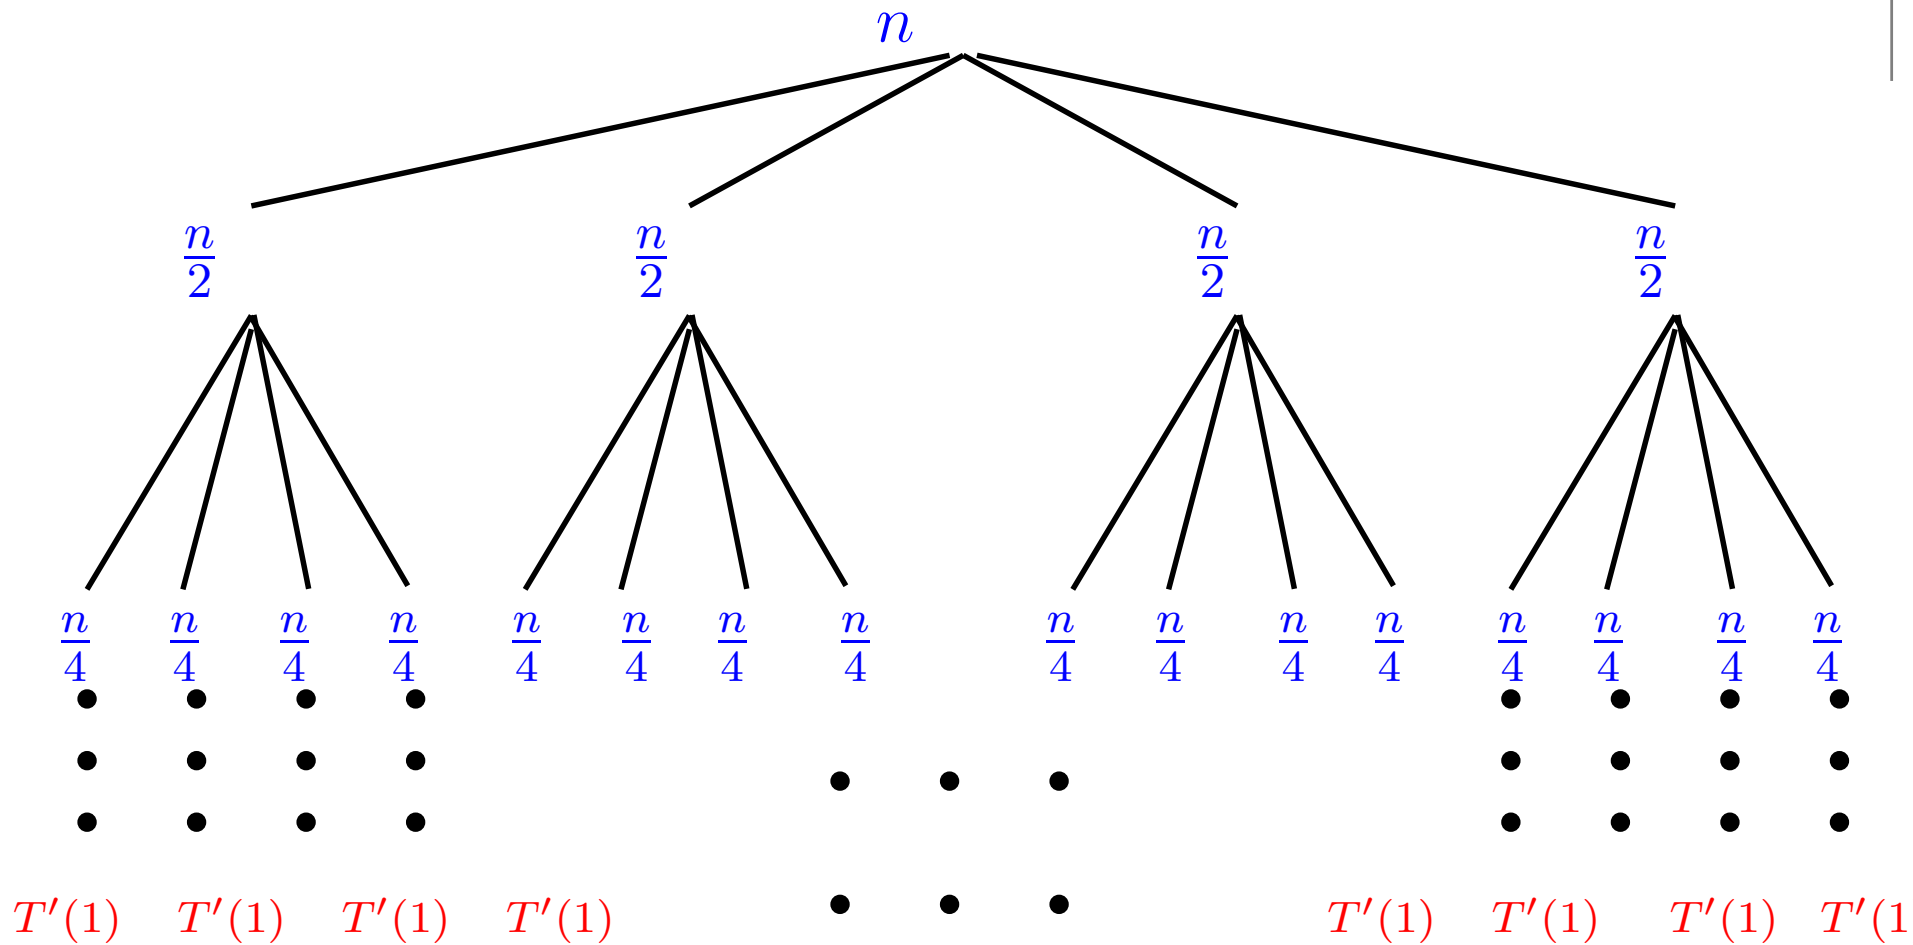 n
n/2 n/2 n/2 n/2
n/4 n/4 n/4 n/4 n/4 n/4 n/4 n/4 n/4 n/4 n/4 n/4 n/4 n/4 n/4 n/4
T′(1) T′(1) T′(1) T′(1) T′(1) T′(1) T′(1) T′(1